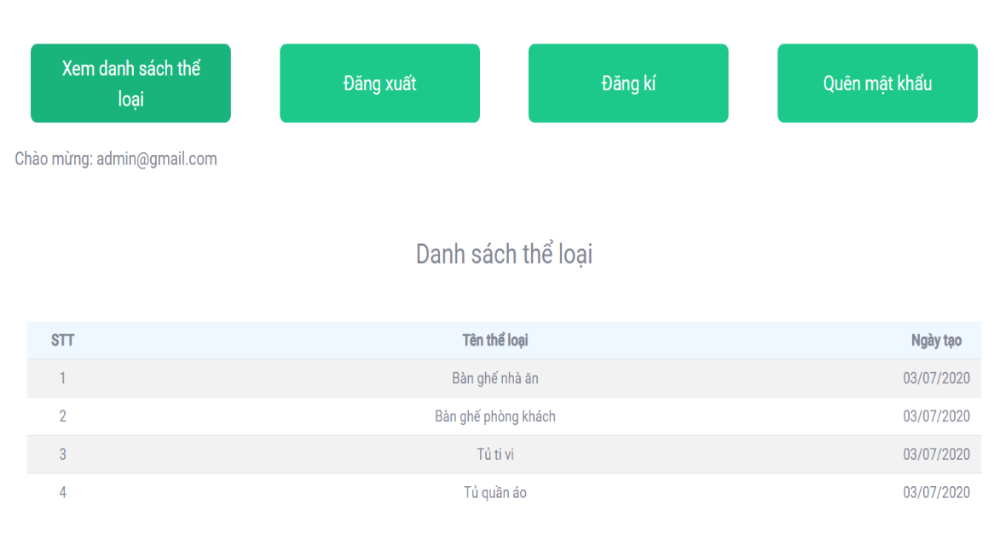 Xem danh sách thể
loại
Đăng xuất
Đăng kí
Quên mật khẩu
Chào mừng: admin@gmail.com
Danh sách thể loại
STT Tên thể loại Ngày tạo
1 Bàn ghế nhà ăn 03/07/2020
2 Bàn ghế phòng khách 03/07/2020
3 Tủ ti vi 03/07/2020
4 Tủ quần áo 03/07/2020